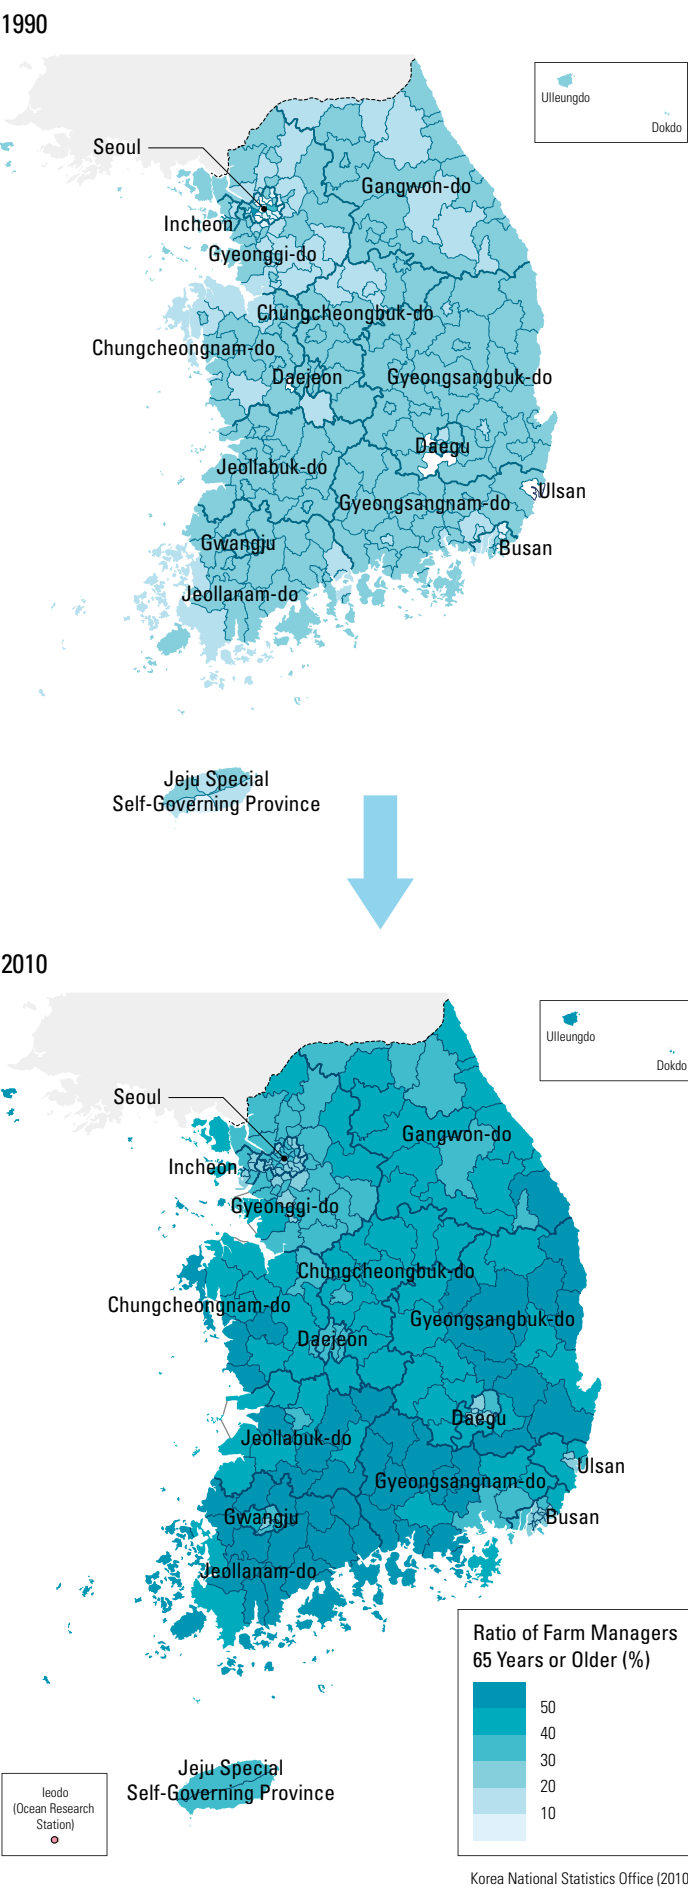 1990
Ulleungdo
Dokdo
Seoul
Gangwon-do
Incheon
Gyeonggi-do
Chungcheongbuk-do
Chungcheongnam-do
Daejeon
Gyeongsangbuk-do
Daegu
Jeollabuk-do
Ulsan
Gyeongsangnam-do
Gwangju
Busan
Jeollanam-do
Jeju Special
Self-Governing Province
2010
Ulleungdo
Dokdo
Seoul
Gangwon-do
Incheon
Gyeonggi-do
Chungcheongbuk-do
Chungcheongnam-do
Gyeongsangbuk-do
Daejeon
Daegu
Jeollabuk-do
Ulsan
Gyeongsangnam-do
Gwangju
Busan
Jeollanam-do
Ratio of Farm Managers
65 Years or Older (%)
50
40
30
20
10
Jeju Special
Self-Governing Province
Ieodo
(Ocean Research
Station)
Korea National Statistics Office (2010